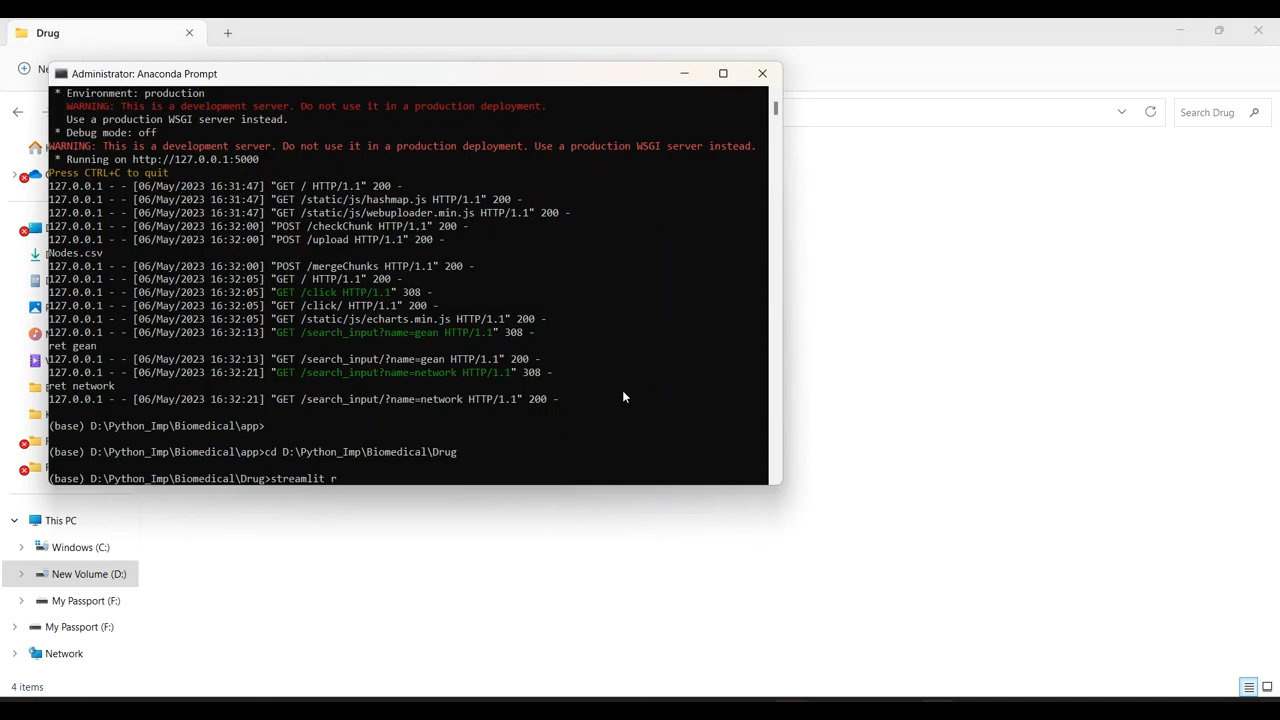 Drug
Ne
Administrator: Anaconda Prompt
Search Drug
* Environment: production
WARNING: This is a development server. Do not use it in a production deployment.
Use a production WSGI server instead.
* Debug mode: off
WARNING: This is a development server. Do not use it in a production deployment. Use a production WSGI server instead.
* Running on http://127.0.0.1:5000
Press CTRL+C to quit
127.0.0.1 - - [06/May/2023 16:31:47] "GET / HTTP/1.1" 200 -
127.0.0.1 - - [06/May/2023 16:31:47] "GET /static/js/hashmap.js HTTP/1.1" 200 -
127.0.0.1 - - [06/May/2023 16:31:47] "GET /static/js/webuploader.min.js HTTP/1.1" 200 -
127.0.0.1 - - [06/May/2023 16:32:00] "POST /checkChunk HTTP/1.1" 200 -
127.0.0.1 - - [06/May/2023 16:32:00] "POST /upload HTTP/1.1" 200 -
Nodes.csv
127.0.0.1 - - [06/May/2023 16:32:00] "POST /mergeChunks HTTP/1.1" 200 -
127.0.0.1 - - [06/May/2023 16:32:05] "GET / HTTP/1.1" 200 -
127.0.0.1 - - [06/May/2023 16:32:05] "GET /click HTTP/1.1" 308 -
127.0.0.1 - - [06/May/2023 16:32:05] "GET /click/ HTTP/1.1" 200 -
127.0.0.1 - - [06/May/2023 16:32:05] "GET /static/js/echarts.min.js HTTP/1.1" 200 -
127.0.0.1 - - [06/May/2023 16:32:13] "GET /search_input?name=gean HTTP/1.1" 308 -
ret gean
127.0.0.1 - - [06/May/2023 16:32:13] "GET /search_input/?name=gean HTTP/1.1" 200 -
127.0.0.1 - - [06/May/2023 16:32:21] "GET /search_input?name=network HTTP/1.1" 308 -
ret network
127.0.0.1 - - [06/May/2023 16:32:21] "GET /search_input/?name=network HTTP/1.1" 200 -
(base) D:\Python_Imp\Biomedical\app>
(base) D:\Python_Imp\Biomedical\app>cd D:\Python_Imp\Biomedical\Drug
(base) D:\Python_Imp\Biomedical\Drug>streamlit r
This PC
Windows (C:)
New Volume (D:)
My Passport (F:)
My Passport (F:)
Network
4 items